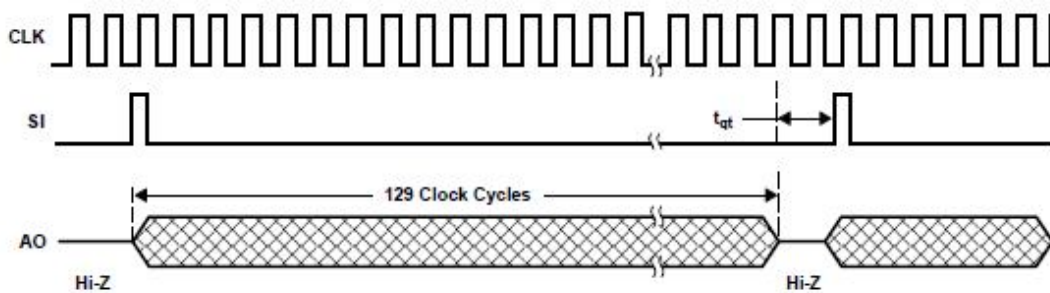 CLK
SI
t_qt
129 Clock Cycles
AO
Hi-Z
Hi-Z